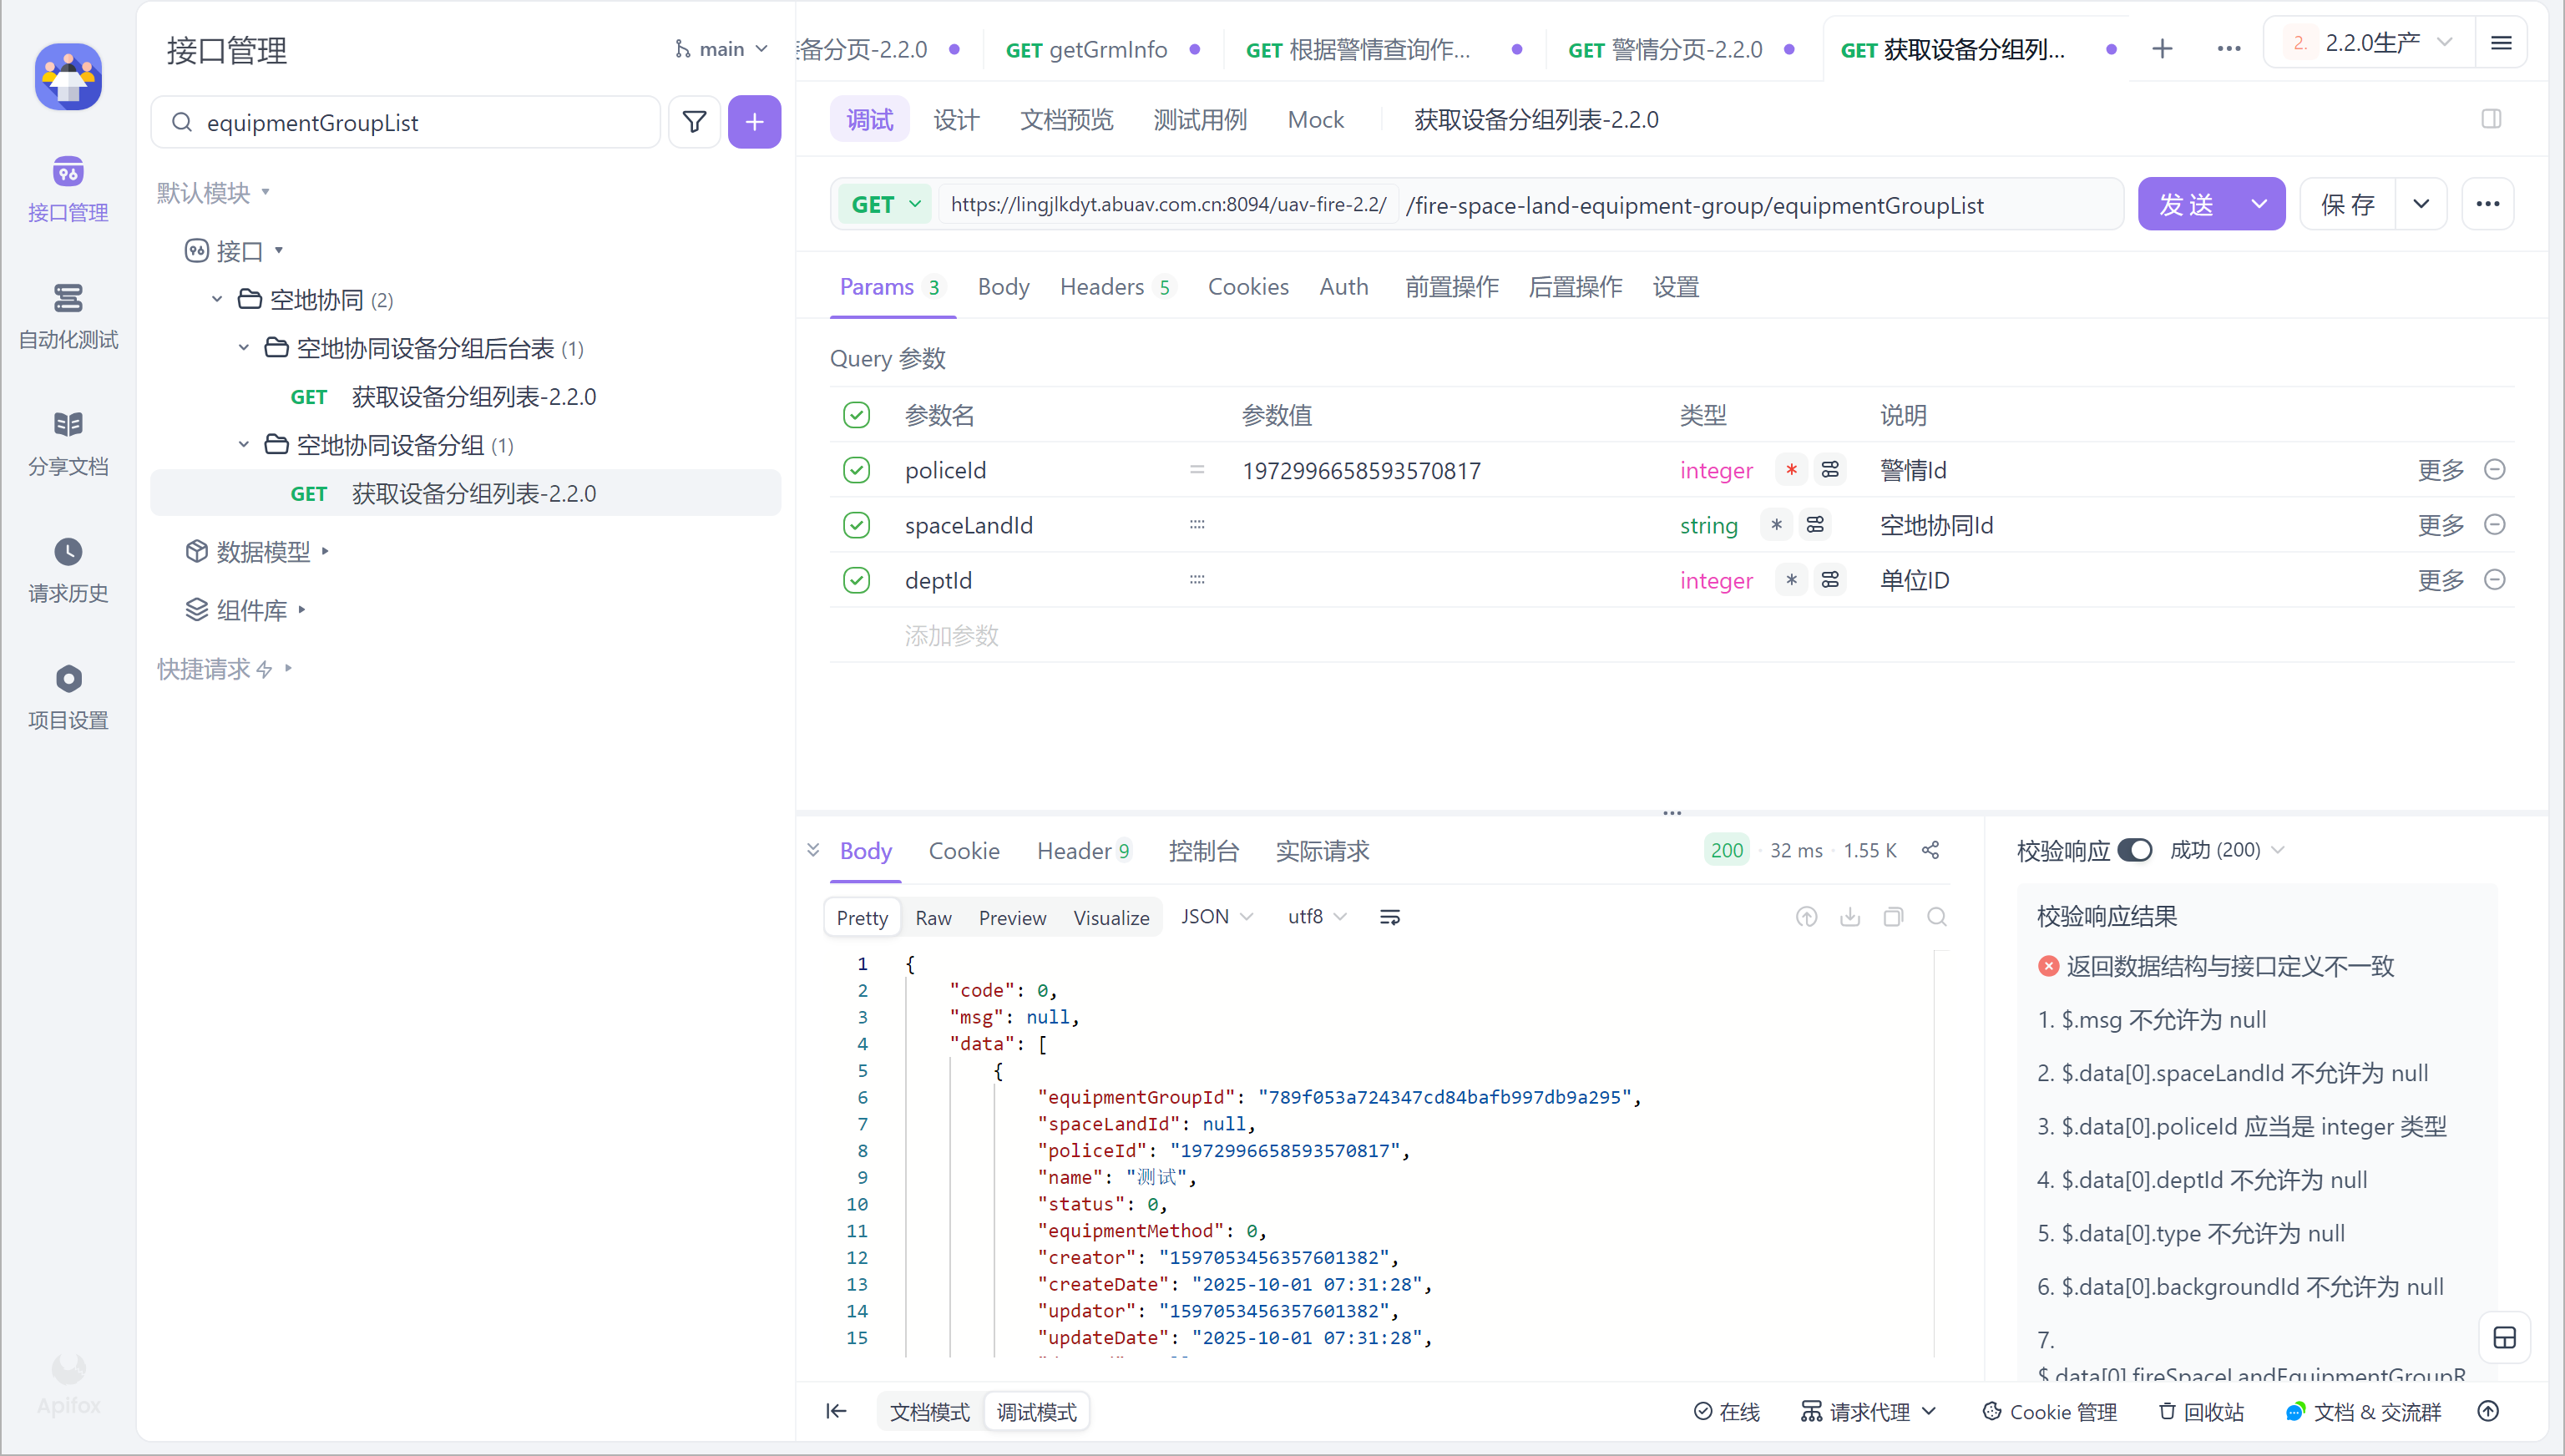 接口管理
自动化测试
分享文档
请求历史
项目设置
Apifox
接口管理
main
equipmentGroupList
默认模块
接口
空地协同 (2)
空地协同设备分组后台表 (1)
GET 获取设备分组列表-2.2.0
空地协同设备分组 (1)
GET 获取设备分组列表-2.2.0
数据模型
组件库
快捷请求
备分页-2.2.0
GET getGrmInfo
GET 根据警情查询作...
GET 警情分页-2.2.0
GET 获取设备分组列...
2. 2.2.0生产
调试 设计 文档预览 测试用例 Mock 获取设备分组列表-2.2.0
GET https://lingjlkdyt.abuav.com.cn:8094/uav-fire-2.2/ /fire-space-land-equipment-group/equipmentGroupList 发 送 保 存
Params 3 Body Headers 5 Cookies Auth 前置操作 后置操作 设置
Query 参数
参数名 参数值 类型 说明
policeId = 1972996658593570817 integer * 警情Id 更多
spaceLandId string * 空地协同Id 更多
deptId integer * 单位ID 更多
添加参数
Body Cookie Header 9 控制台 实际请求 200 32 ms 1.55 K
Pretty Raw Preview Visualize JSON utf8
1 {
2 "code": 0,
3 "msg": null,
4 "data": [
5 {
6 "equipmentGroupId": "789f053a724347cd84bafb997db9a295",
7 "spaceLandId": null,
8 "policeId": "1972996658593570817",
9 "name": "测试",
10 "status": 0,
11 "equipmentMethod": 0,
12 "creator": "1597053456357601382",
13 "createDate": "2025-10-01 07:31:28",
14 "updator": "1597053456357601382",
15 "updateDate": "2025-10-01 07:31:28",
校验响应 成功 (200)
校验响应结果
返回数据结构与接口定义不一致
1. $.msg 不允许为 null
2. $.data[0].spaceLandId 不允许为 null
3. $.data[0].policeId 应当是 integer 类型
4. $.data[0].deptId 不允许为 null
5. $.data[0].type 不允许为 null
6. $.data[0].backgroundId 不允许为 null
7.
$.data[0].fireSpaceLandEquipmentGroupR
文档模式 调试模式 在线 请求代理 Cookie 管理 回收站 文档 & 交流群